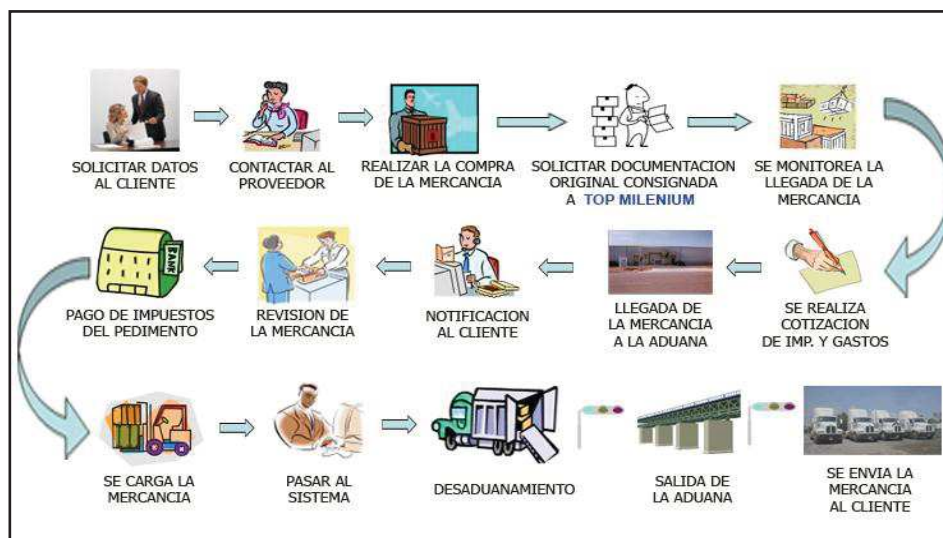 SOLICITAR DATOS
AL CLIENTE
CONTACTAR AL
PROVEEDOR
REALIZAR LA COMPRA
DE LA MERCANCIA
SOLICITAR DOCUMENTACION
ORIGINAL CONSIGNADA
A TOP MILENIUM
SE MONITOREA LA
LLEGADA DE LA
MERCANCIA
BANK
PAGO DE IMPUESTOS
DEL PEDIMENTO
REVISION DE
LA MERCANCIA
NOTIFICACION
AL CLIENTE
LLEGADA DE
LA MERCANCIA
A LA ADUANA
SE REALIZA
COTIZACION
DE IMP. Y GASTOS
SE CARGA LA
MERCANCIA
PASAR AL
SISTEMA
DESADUANAMIENTO
SALIDA DE
LA ADUANA
SE ENVIA LA
MERCANCIA
AL CLIENTE